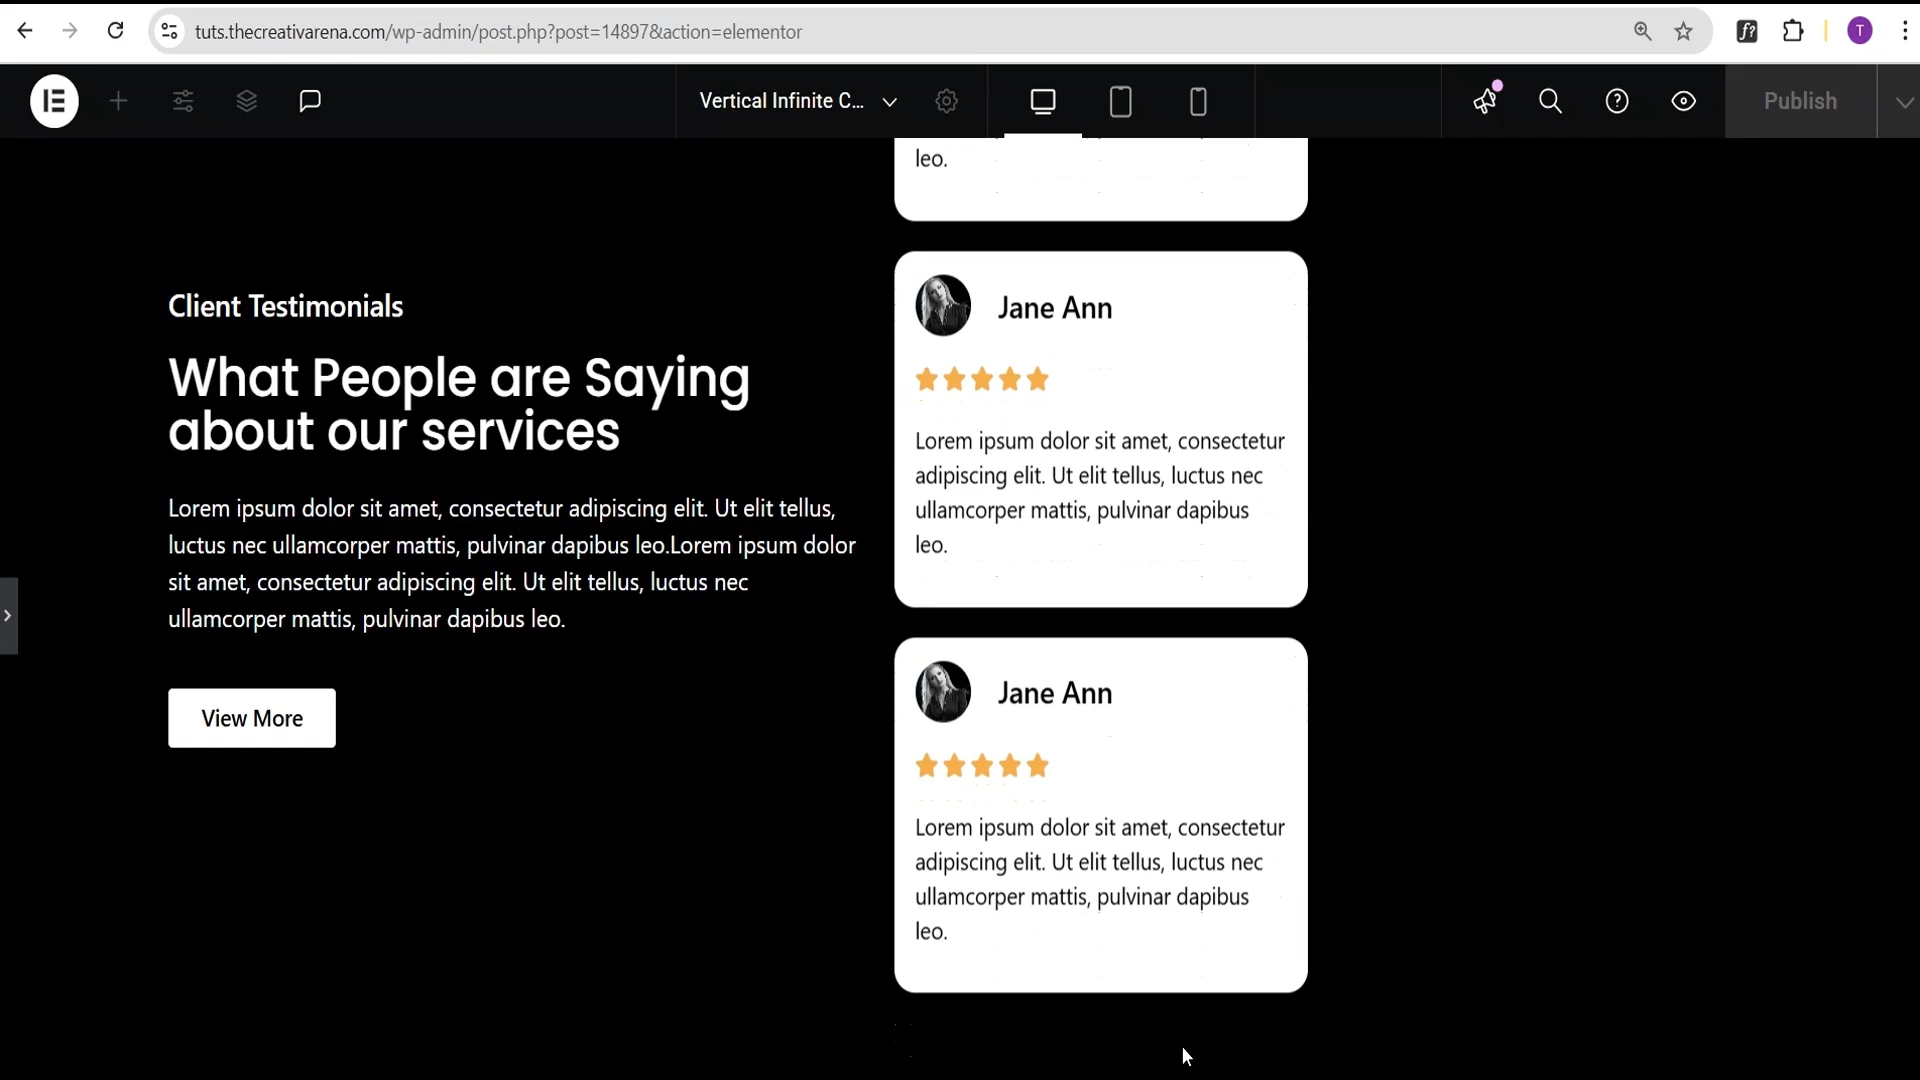 tuts.thecreativarena.com/wp-admin/post.php?post=14897&action=elementor
f?
T
Vertical Infinite C...
Publish
leo.
Client Testimonials
What People are Saying
about our services
Lorem ipsum dolor sit amet, consectetur adipiscing elit. Ut elit tellus,
luctus nec ullamcorper mattis, pulvinar dapibus leo.Lorem ipsum dolor
sit amet, consectetur adipiscing elit. Ut elit tellus, luctus nec
ullamcorper mattis, pulvinar dapibus leo.
View More
Jane Ann
Lorem ipsum dolor sit amet, consectetur
adipiscing elit. Ut elit tellus, luctus nec
ullamcorper mattis, pulvinar dapibus
leo.
Jane Ann
Lorem ipsum dolor sit amet, consectetur
adipiscing elit. Ut elit tellus, luctus nec
ullamcorper mattis, pulvinar dapibus
leo.